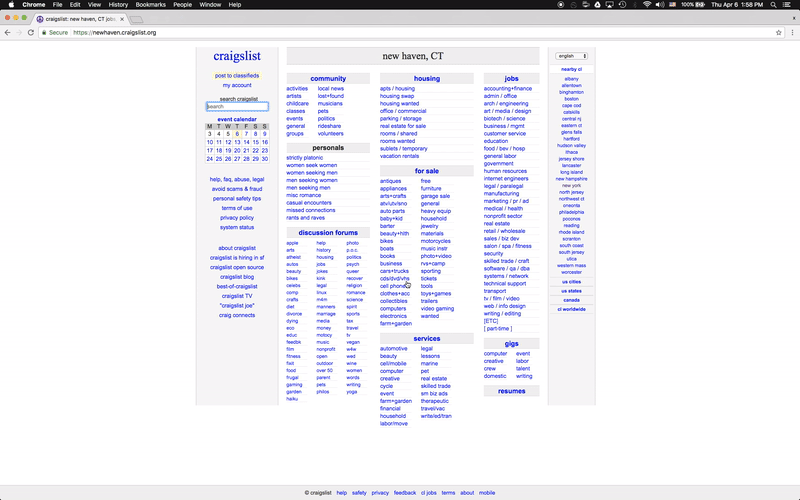 Chrome File Edit View History Bookmarks People Window Help
100% Thu Apr 6 1:58 PM
craigslist: new haven, CT jobs
Secure https://newhaven.craigslist.org
craigslist
post to classifieds
my account
search craigslist
search
event calendar
M T W T F S S
3 4 5 6 7 8 9
10 11 12 13 14 15 16
17 18 19 20 21 22 23
24 25 26 27 28 29 30
help, faq, abuse, legal
avoid scams & fraud
personal safety tips
terms of use
privacy policy
system status
about craigslist
craigslist is hiring in sf
craigslist open source
craigslist blog
best-of-craigslist
craigslist TV
"craigslist joe"
craig connects
new haven, CT
community
activities local news
artists lost+found
childcare musicians
classes pets
events politics
general rideshare
groups volunteers
personals
strictly platonic
women seek women
women seeking men
men seeking women
men seeking men
misc romance
casual encounters
missed connections
rants and raves
discussion forums
apple help photo
arts history p.o.c.
atheist housing politics
autos jobs psych
beauty jokes queer
bikes kink recover
celebs legal religion
comp linux romance
crafts m4m science
diet manners spirit
divorce marriage sports
dying media tax
eco money travel
educ motocy tv
feedbk music vegan
film nonprofit w4w
fitness open wed
fixit outdoor wine
food over 50 women
frugal parent words
gaming pets writing
garden philos yoga
haiku
housing
apts / housing
housing swap
housing wanted
office / commercial
parking / storage
real estate for sale
rooms / shared
rooms wanted
sublets / temporary
vacation rentals
for sale
antiques free
appliances furniture
arts+crafts garage sale
atv/utv/sno general
auto parts heavy equip
baby+kid household
barter jewelry
beauty+hlth materials
bikes motorcycles
boats music instr
books photo+video
business rvs+camp
cars+trucks sporting
cds/dvd/vhs tickets
cell phones tools
clothes+acc toys+games
collectibles trailers
computers video gaming
electronics wanted
farm+garden
services
automotive legal
beauty lessons
cell/mobile marine
computer pet
creative real estate
cycle skilled trade
event sm biz ads
farm+garden therapeutic
financial travel/vac
household write/ed/tran
labor/move
jobs
accounting+finance
admin / office
arch / engineering
art / media / design
biotech / science
business / mgmt
customer service
education
food / bev / hosp
general labor
government
human resources
internet engineers
legal / paralegal
manufacturing
marketing / pr / ad
medical / health
nonprofit sector
real estate
retail / wholesale
sales / biz dev
salon / spa / fitness
security
skilled trade / craft
software / qa / dba
systems / network
technical support
transport
tv / film / video
web / info design
writing / editing
[ETC]
[ part-time ]
gigs
computer event
creative labor
crew talent
domestic writing
resumes
english
nearby cl
albany
allentown
binghamton
boston
cape cod
catskills
central nj
eastern ct
glens falls
hartford
hudson valley
ithaca
jersey shore
lancaster
long island
new hampshire
new york
north jersey
northwest ct
oneonta
philadelphia
poconos
reading
rhode island
scranton
south coast
south jersey
utica
western mass
worcester
us cities
us states
canada
cl worldwide
© craigslist help safety privacy feedback cl jobs terms about mobile